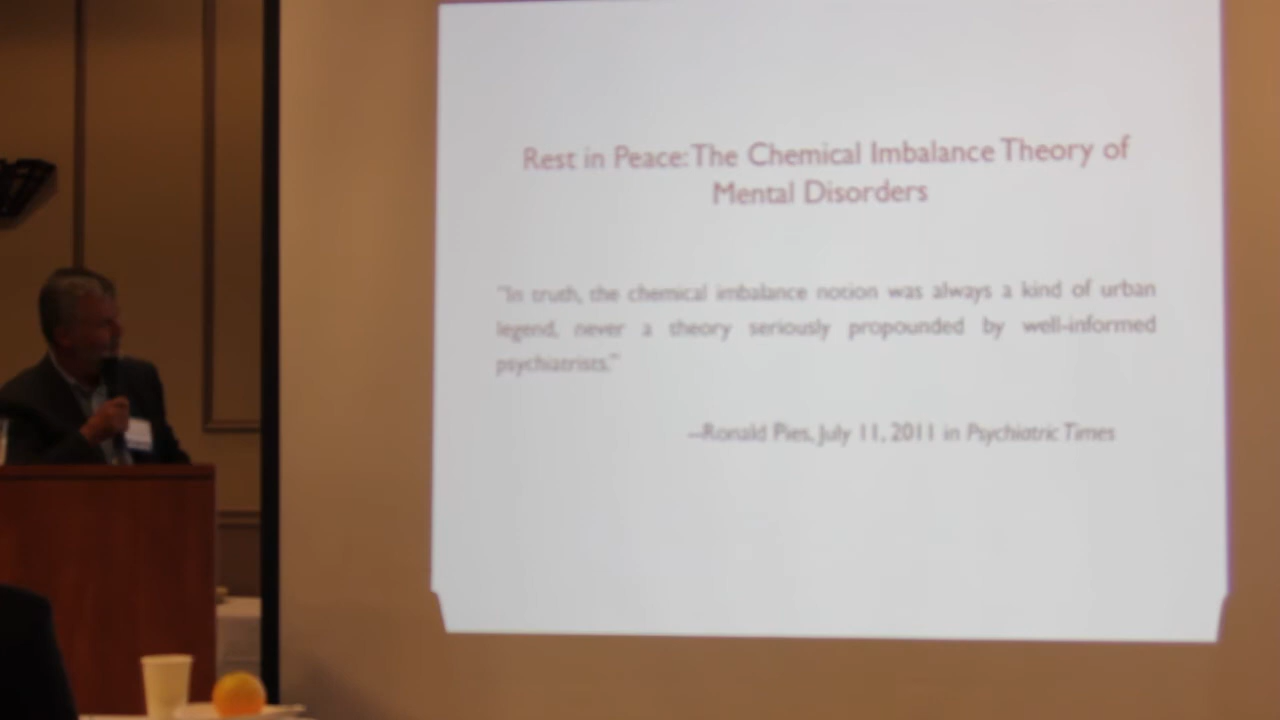 Rest in Peace: The Chemical Imbalance Theory of
Mental Disorders
"In truth, the chemical imbalance notion was always a kind of urban
legend, never a theory seriously propounded by well-informed
psychiatrists."
--Ronald Pies, July 11, 2011 in Psychiatric Times